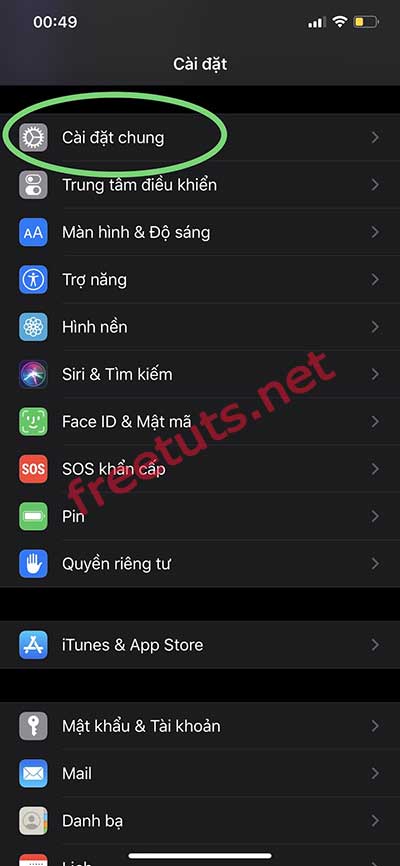 00:49
Cài đặt
Cài đặt chung
Trung tâm điều khiển
AA Màn hình & Độ sáng
Trợ năng
Hình nền
Siri & Tìm kiếm
Face ID & Mật mã
SOS SOS khẩn cấp
Pin
Quyền riêng tư
freetuts.net
iTunes & App Store
Mật khẩu & Tài khoản
Mail
Danh bạ